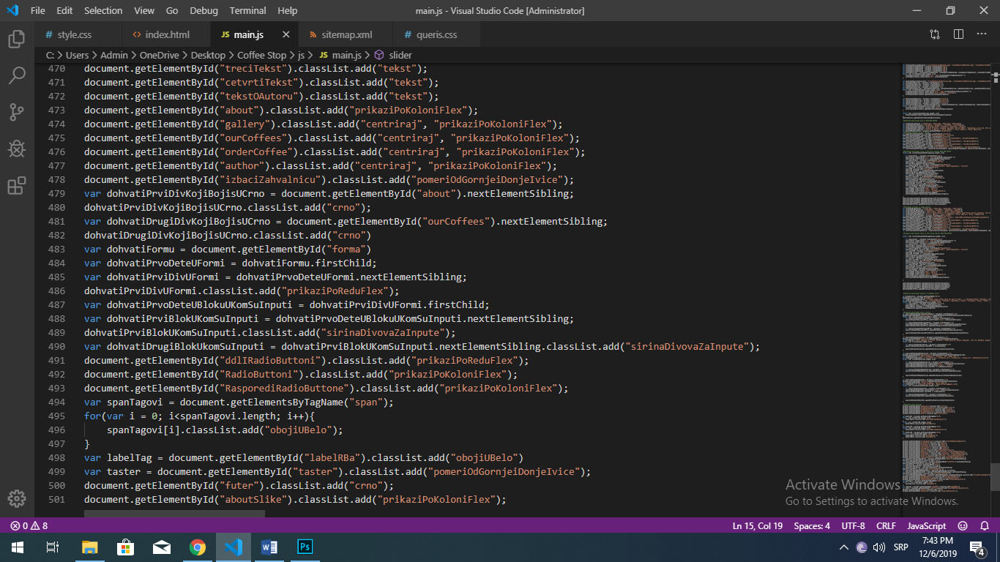 File Edit Selection View Go Debug Terminal Help main.js - Visual Studio Code [Administrator]
# style.css <> index.html JS main.js × sitemap.xml # queris.css ...
C: > Users > Admin > OneDrive > Desktop > Coffee Stop > js > JS main.js > slider
470 document.getElementById("treciTekst").classList.add("tekst");
471 document.getElementById("cetvrtiTekst").classList.add("tekst");
472 document.getElementById("tekstOAutoru").classList.add("tekst");
473 document.getElementById("about").classList.add("prikaziPoKoloniFlex");
474 document.getElementById("gallery").classList.add("centriraj", "prikaziPoKoloniFlex");
475 document.getElementById("ourCoffees").classList.add("centriraj", "prikaziPoKoloniFlex");
476 document.getElementById("orderCoffee").classList.add("centriraj", "prikaziPoKoloniFlex");
477 document.getElementById("author").classList.add("centriraj", "prikaziPoKoloniFlex");
478 document.getElementById("izbaciZahvalnicu").classList.add("pomeriOdGornjeiDonjeIvice");
479 var dohvatiPrviDivKojiBojisUCrno = document.getElementById("about").nextElementSibling;
480 dohvatiPrviDivKojiBojisUCrno.classList.add("crno");
481 var dohvatiDrugiDivKojiBojisUCrno = document.getElementById("ourCoffees").nextElementSibling;
482 dohvatiDrugiDivKojiBojisUCrno.classList.add("crno")
483 var dohvatiFormu = document.getElementById("forma")
484 var dohvatiPrvoDeteUFormi = dohvatiFormu.firstChild;
485 var dohvatiPrviDivUFormi = dohvatiPrvoDeteUFormi.nextElementSibling;
486 dohvatiPrviDivUFormi.classList.add("prikaziPoReduFlex");
487 var dohvatiPrvoDeteUBlokuUKomSuInputi = dohvatiPrviDivUFormi.firstChild;
488 var dohvatiPrviBlokUKomSuInputi = dohvatiPrvoDeteUBlokuUKomSuInputi.nextElementSibling;
489 dohvatiPrviBlokUKomSuInputi.classList.add("sirinaDivovaZaInpute");
490 var dohvatiDrugiBlokUkomSuInputi = dohvatiPrviBlokUKomSuInputi.nextElementSibling.classList.add("sirinaDivovaZaInpute");
491 document.getElementById("ddlIRadioButtoni").classList.add("prikaziPoReduFlex");
492 document.getElementById("RadioButtoni").classList.add("prikaziPoKoloniFlex");
493 document.getElementById("RasporediRadioButtone").classList.add("prikaziPoKoloniFlex");
494 var spanTagovi = document.getElementsByTagName("span");
495 for(var i = 0; i<spanTagovi.length; i++){
496 spanTagovi[i].classList.add("obojiUBelo");
497 }
498 var labelTag = document.getElementById("labelRBa").classList.add("obojiUBelo")
499 var taster = document.getElementById("taster").classList.add("pomeriOdGornjeiDonjeIvice");
500 document.getElementById("futer").classList.add("crno");
501 document.getElementById("aboutSlike").classList.add("prikaziPoKoloniFlex");
Activate Windows
Go to Settings to activate Windows.
0 8 Ln 15, Col 19 Spaces: 4 UTF-8 CRLF JavaScript
W Ps SRP 7:43 PM
12/6/2019 4